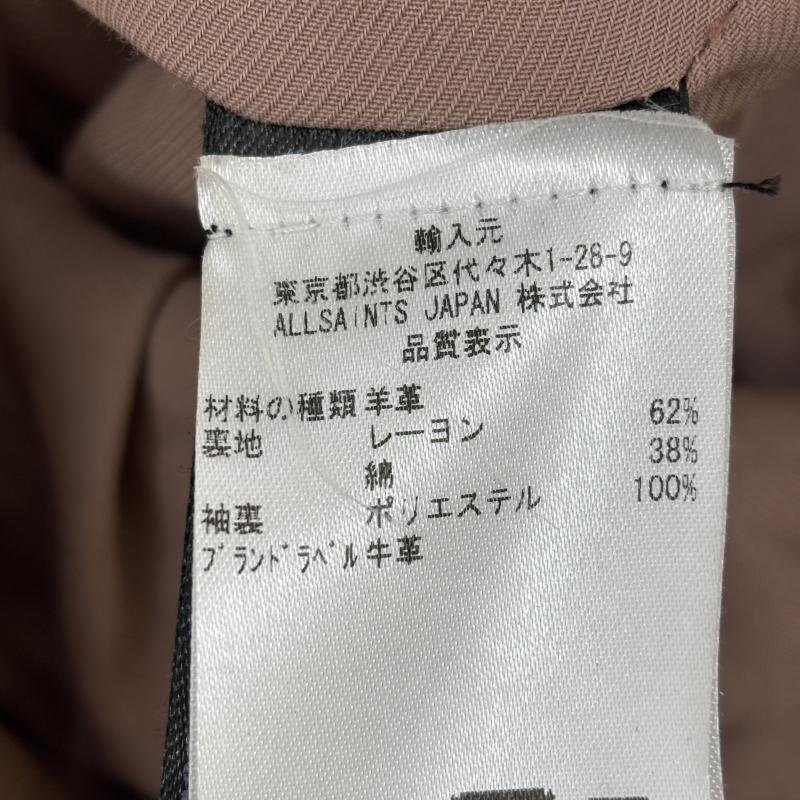 輸入元
東京都渋谷区代々木1-28-9
ALLSAINTS JAPAN 株式会社
品質表示
材料の種類 羊革
裏地 レーヨン 62%
綿 38%
袖裏 ポリエステル 100%
ブランドラベル 牛革